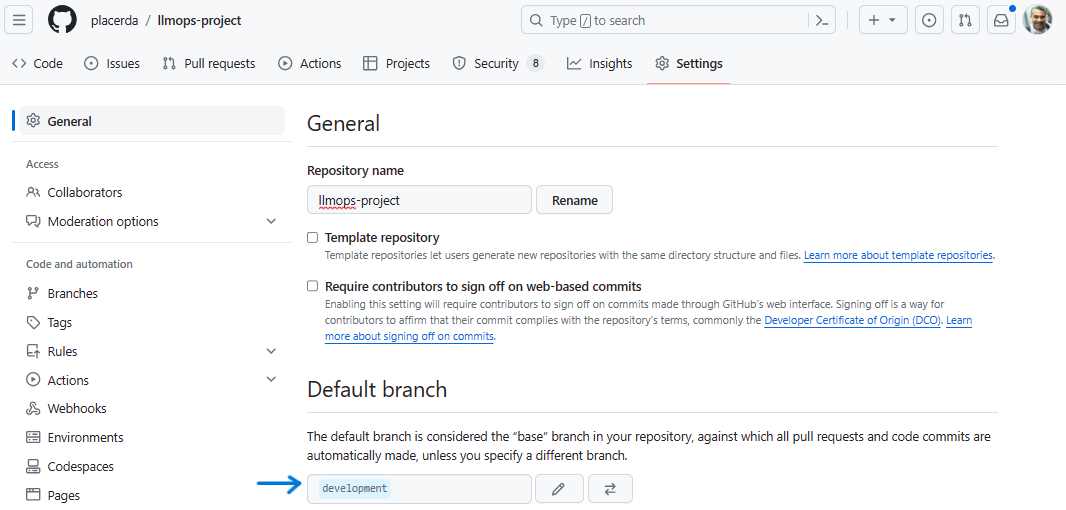 placerda / llmops-project
Type / to search
Code
Issues
Pull requests
Actions
Projects
Security 8
Insights
Settings
General
Access
Collaborators
Moderation options
Code and automation
Branches
Tags
Rules
Actions
Webhooks
Environments
Codespaces
Pages
General
Repository name
llmops-project
Rename
Template repository
Template repositories let users generate new repositories with the same directory structure and files. Learn more about template repositories.
Require contributors to sign off on web-based commits
Enabling this setting will require contributors to sign off on commits made through GitHub's web interface. Signing off is a way for
contributors to affirm that their commit complies with the repository's terms, commonly the Developer Certificate of Origin (DCO). Learn
more about signing off on commits.
Default branch
The default branch is considered the “base” branch in your repository, against which all pull requests and code commits are
automatically made, unless you specify a different branch.
development